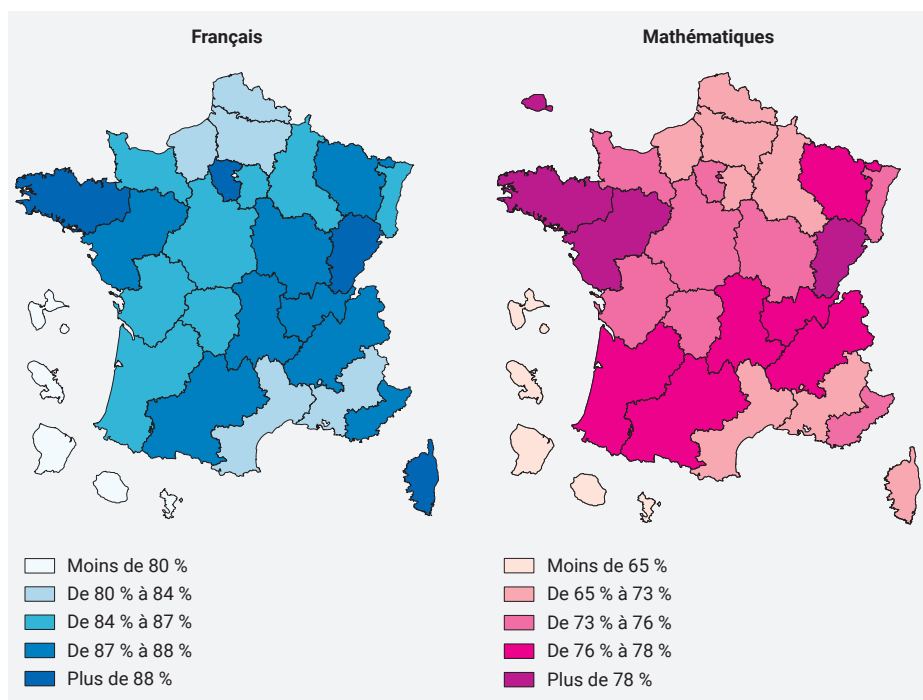 Français
Mathématiques
Moins de 80 %
De 80 % à 84 %
De 84 % à 87 %
De 87 % à 88 %
Plus de 88 %
Moins de 65 %
De 65 % à 73 %
De 73 % à 76 %
De 76 % à 78 %
Plus de 78 %